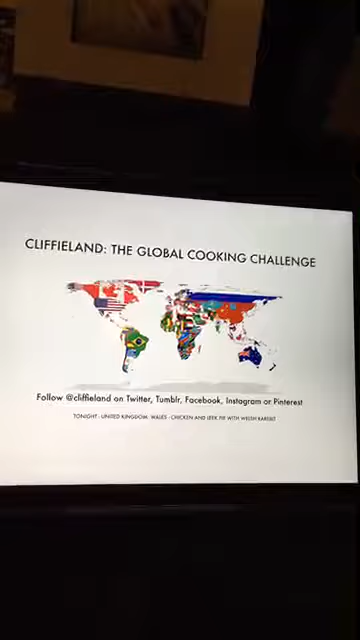 CLIFFIELAND: THE GLOBAL COOKING CHALLENGE
Follow @cliffieland on Twitter, Tumblr, Facebook, Instagram or Pinterest
TONIGHT - UNITED KINGDOM: WALES - CHICKEN AND LEEK PIE WITH WELSH RAREBIT